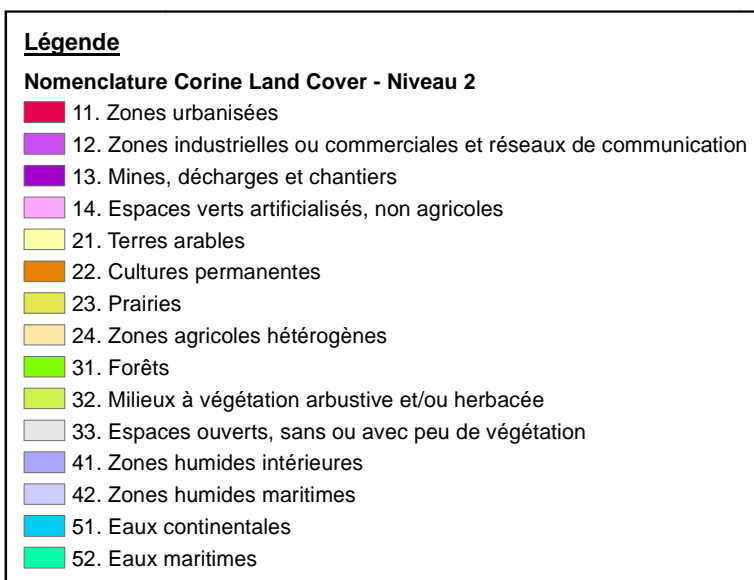 Légende
Nomenclature Corine Land Cover - Niveau 2
11. Zones urbanisées
12. Zones industrielles ou commerciales et réseaux de communication
13. Mines, décharges et chantiers
14. Espaces verts artificialisés, non agricoles
21. Terres arables
22. Cultures permanentes
23. Prairies
24. Zones agricoles hétérogènes
31. Forêts
32. Milieux à végétation arbustive et/ou herbacée
33. Espaces ouverts, sans ou avec peu de végétation
41. Zones humides intérieures
42. Zones humides maritimes
51. Eaux continentales
52. Eaux maritimes